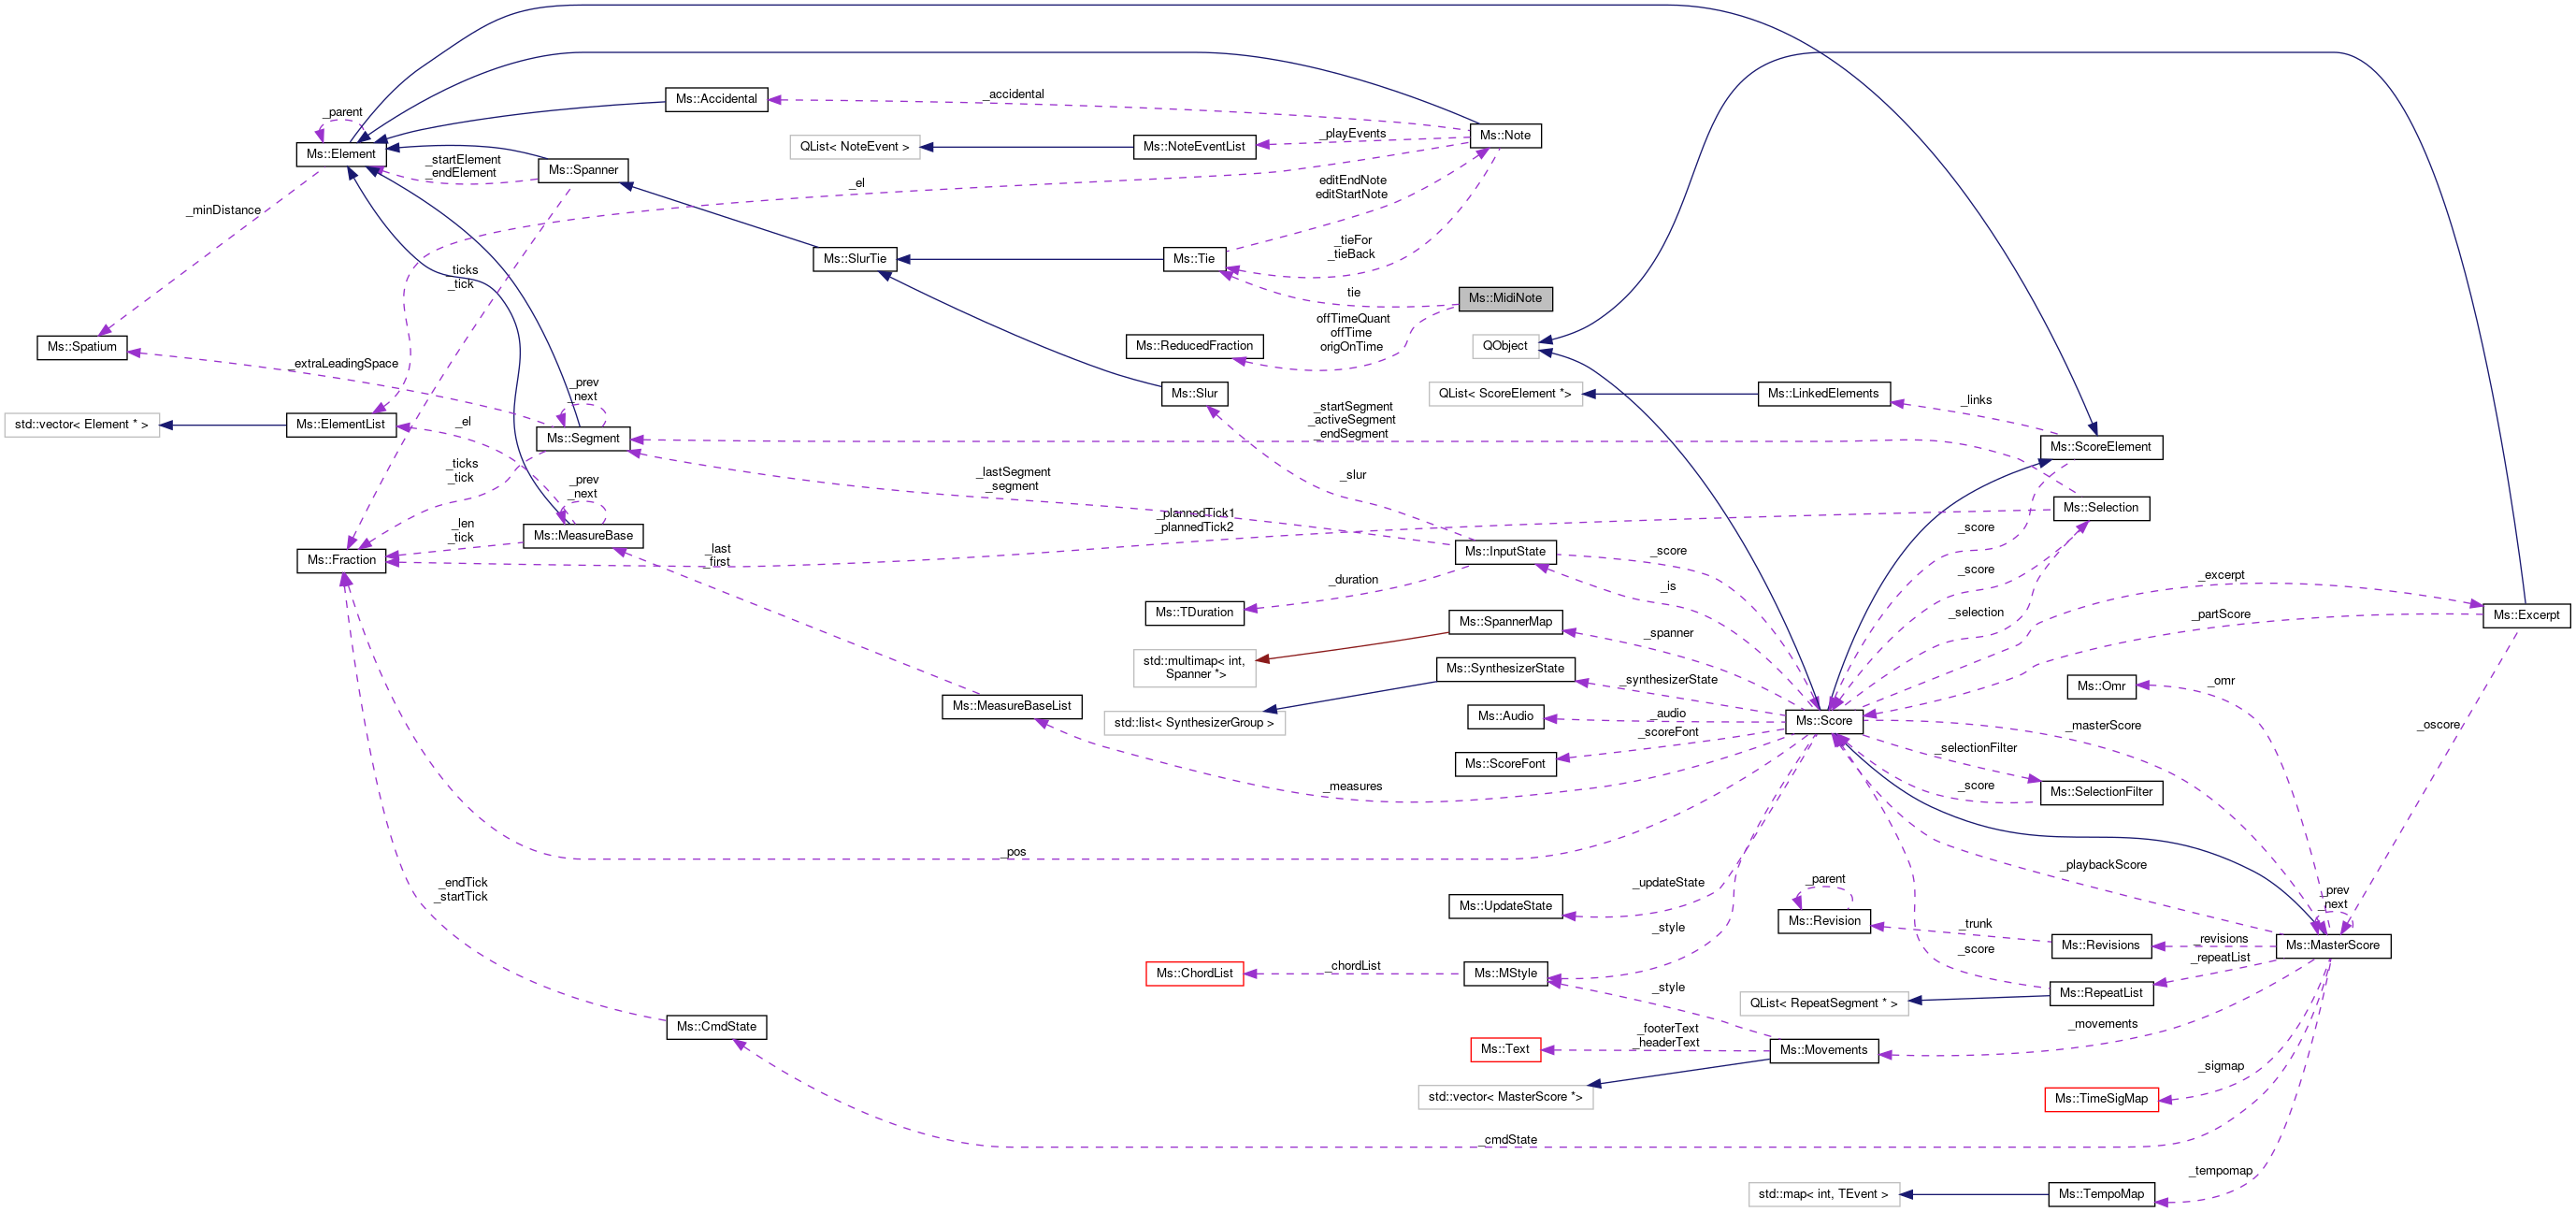 _parent
Ms::Accidental
_accidental
Ms::Note
Ms::Element
_startElement
_endElement
Ms::Spanner
QList< NoteEvent >
Ms::NoteEventList
_playEvents
_el
editEndNote
editStartNote
_minDistance
_ticks
_tick
Ms::SlurTie
Ms::Tie
_tieFor
_tieBack
tie
Ms::MidiNote
offTimeQuant
offTime
origOnTime
Ms::Spatium
Ms::ReducedFraction
QObject
_extraLeadingSpace
_prev
_next
Ms::Slur
QList< ScoreElement *>
Ms::LinkedElements
_links
std::vector< Element * >
Ms::ElementList
_el
Ms::Segment
_startSegment
_activeSegment
_endSegment
Ms::ScoreElement
_ticks
_tick
_prev
_next
_lastSegment
_segment
_slur
Ms::Selection
_len
_tick
Ms::MeasureBase
_plannedTick1
_plannedTick2
_score
Ms::Fraction
_last
_first
Ms::InputState
_score
_score
_duration
_is
_excerpt
Ms::TDuration
Ms::SpannerMap
_spanner
_selection
_partScore
Ms::Excerpt
std::multimap< int,
Spanner *>
Ms::SynthesizerState
_synthesizerState
Ms::Omr
_omr
Ms::MeasureBaseList
std::list< SynthesizerGroup >
Ms::Audio
_audio
Ms::Score
_masterScore
_oscore
Ms::ScoreFont
_scoreFont
_selectionFilter
_measures
_score
Ms::SelectionFilter
_pos
_playbackScore
_endTick
_startTick
_updateState
Ms::UpdateState
_parent
Ms::Revision
_trunk
_prev
_next
_style
_score
Ms::Revisions
_revisions
Ms::MasterScore
_repeatList
Ms::ChordList
_chordList
Ms::MStyle
_style
QList< RepeatSegment * >
Ms::RepeatList
Ms::CmdState
_footerText
_headerText
Ms::Text
Ms::Movements
_movements
_sigmap
std::vector< MasterScore *>
Ms::TimeSigMap
_cmdState
_tempomap
std::map< int, TEvent >
Ms::TempoMap